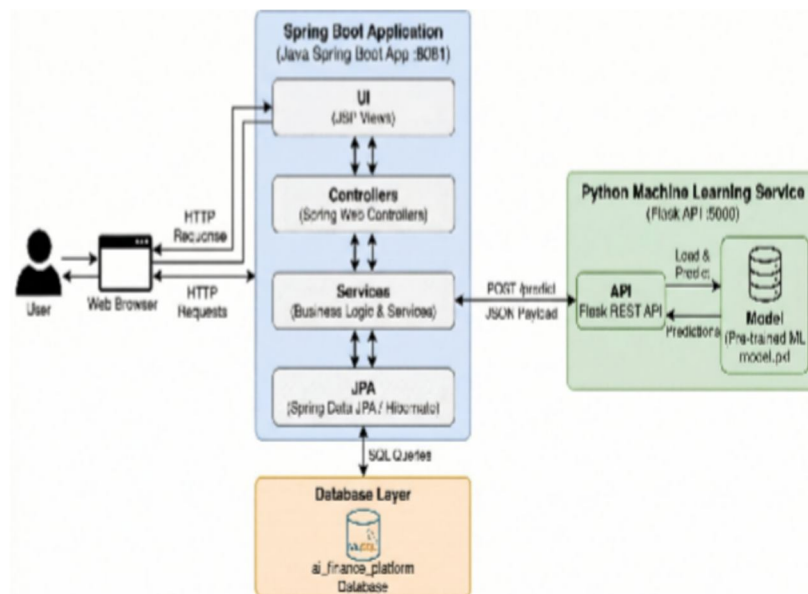 Spring Boot Application
(Java Spring Boot App :8081)
UI
(JSP Views)
Controllers
(Spring Web Controllers)
Services
(Business Logic & Services)
JPA
(Spring Data JPA / Hibernate)
HTTP
HTTP
Requests
User
Web Browser
POST /predict
JSON Payload
Python Machine Learning Service
(Flask API :5000)
API
Flask REST API
Load &
Predict
Predictions
Model
(Pre-trained ML
SQL Queries
Database Layer
MySQL
ai_finance_platform
Database